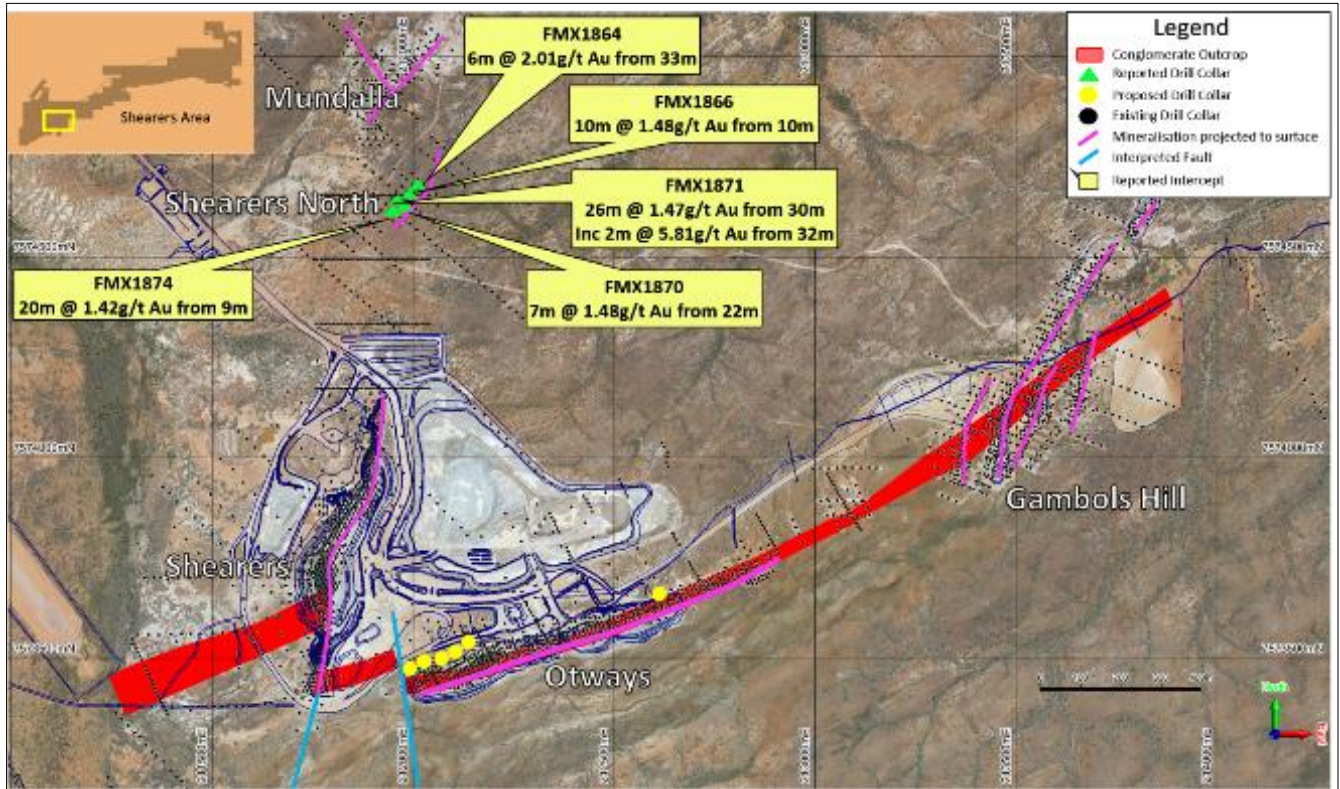 Shearers Area
FMX1864
6m @ 2.01g/t Au from 33m
Legend
Conglomerate Outcrop
Reported Drill Collar
Proposed Drill Collar
Existing Drill Collar
Mineralisation projected to surface
Interpreted Fault
Reported Intercept
Mundalla
FMX1866
10m @ 1.48g/t Au from 10m
Shearers North
FMX1871
26m @ 1.47g/t Au from 30m
Inc 2m @ 5.81g/t Au from 32m
FMX1874
20m @ 1.42g/t Au from 9m
FMX1870
7m @ 1.48g/t Au from 22m
Gambols Hill
Shearers
Otways
North